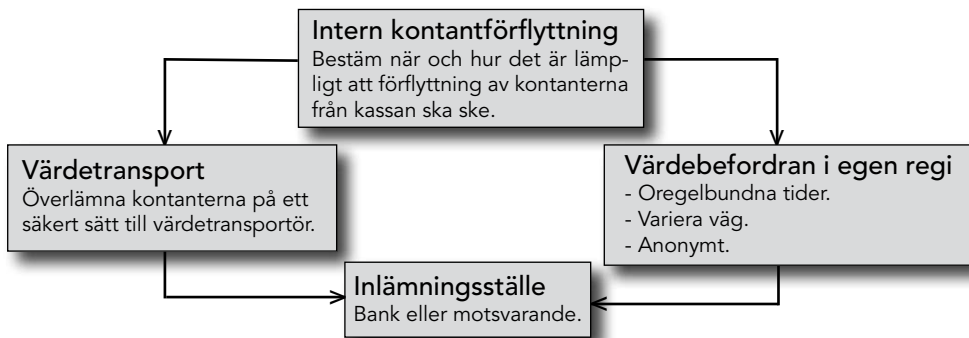 Intern kontantförflyttning
Bestäm när och hur det är lämp-
ligt att förflyttning av kontanterna
från kassan ska ske.
Värdetransport
Överlämna kontanterna på ett
säkert sätt till värdetransportör.
Värdebefordran i egen regi
- Oregelbundna tider.
- Variera väg.
- Anonymt.
Inlämningsställe
Bank eller motsvarande.